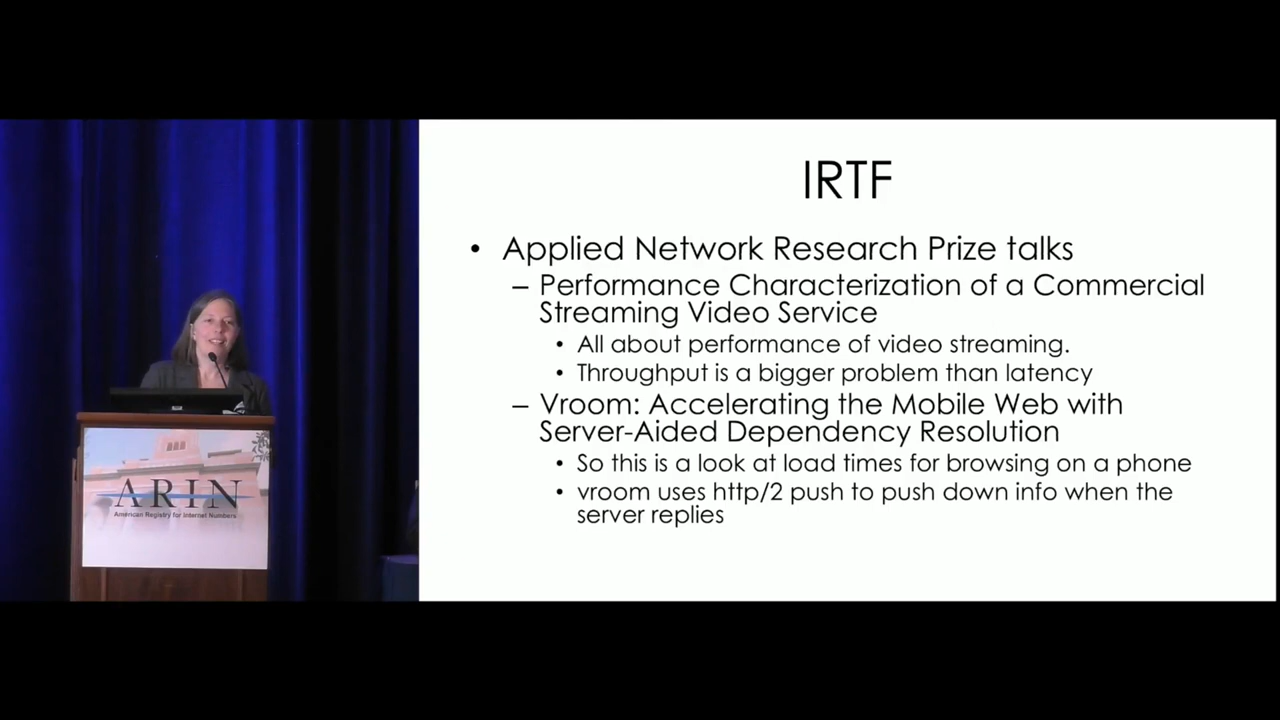 IRTF
• Applied Network Research Prize talks
– Performance Characterization of a Commercial
Streaming Video Service
• All about performance of video streaming.
• Throughput is a bigger problem than latency
– Vroom: Accelerating the Mobile Web with
Server-Aided Dependency Resolution
• So this is a look at load times for browsing on a phone
• vroom uses http/2 push to push down info when the
server replies
ARIN
American Registry for Internet Numbers